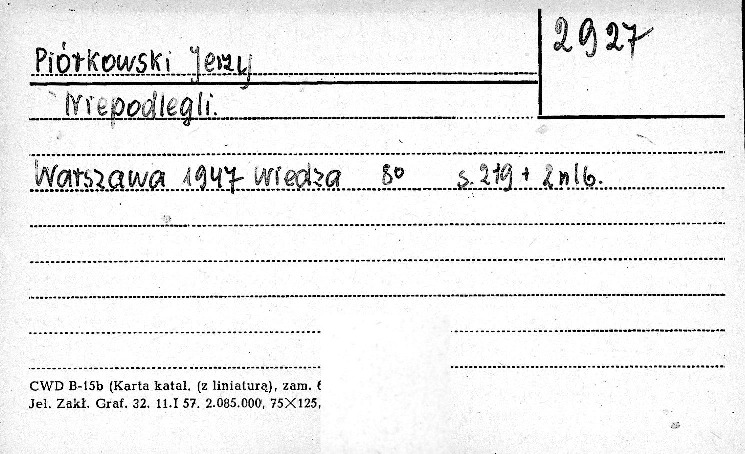 2927
Piórkowski Jerzy
Niepodlegli.
Warszawa 1947 Wiedza 8° s. 219 + 2 nlb.
CWD B-15b (Karta katal. (z liniaturą), zam. 6
Jel. Zakł. Graf. 32. 11.I 57. 2.085.000, 75×125,